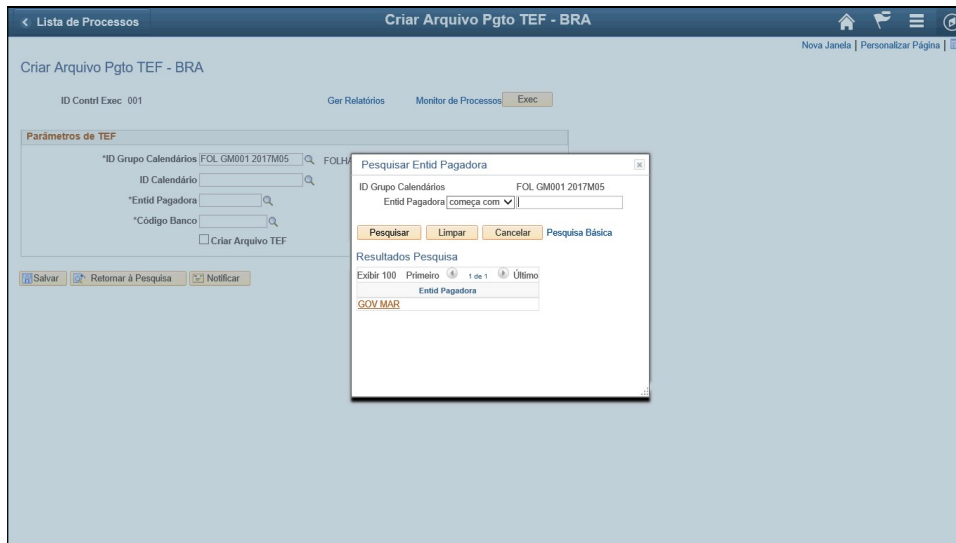 Lista de Processos
Criar Arquivo Pgto TEF - BRA
Nova Janela | Personalizar Página |
Criar Arquivo Pgto TEF - BRA
ID Contrl Exec 001 Ger Relatórios Monitor de Processos Exec
Parâmetros de TEF
*ID Grupo Calendários FOL GM001 2017M05 FOLHA
ID Calendário
*Entid Pagadora
*Código Banco
Criar Arquivo TEF
Salvar Retornar à Pesquisa Notificar
Pesquisar Entid Pagadora
ID Grupo Calendários FOL GM001 2017M05
Entid Pagadora começa com
Pesquisar Limpar Cancelar Pesquisa Básica
Resultados Pesquisa
Exibir 100 Primeiro 1 de 1 Último
Entid Pagadora
GOV MAR